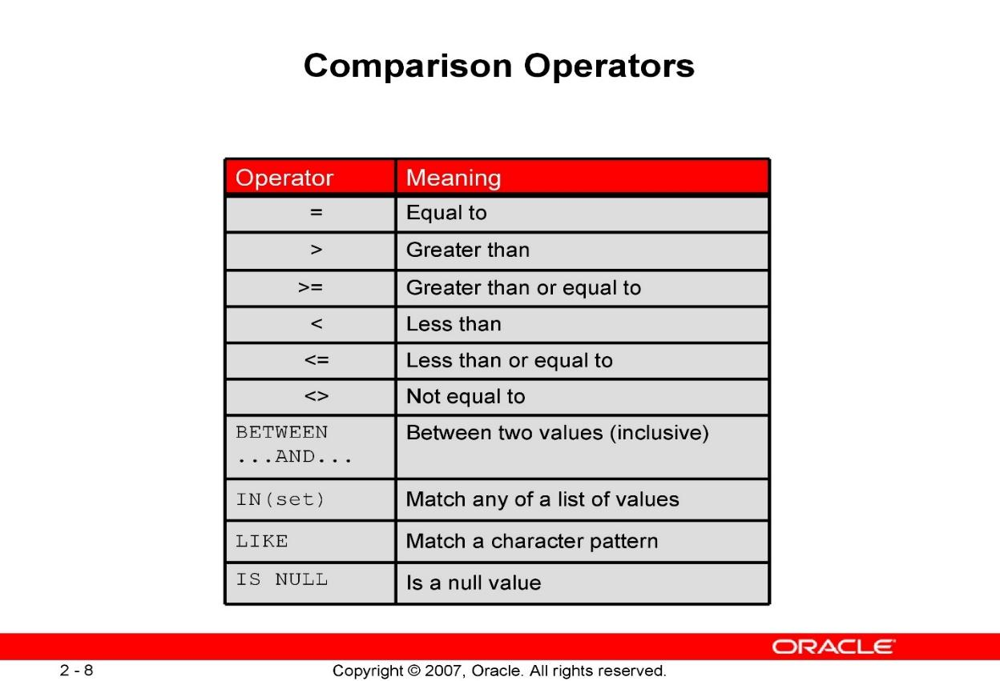 Comparison Operators
Operator Meaning
= Equal to
> Greater than
>= Greater than or equal to
< Less than
<= Less than or equal to
<> Not equal to
BETWEEN Between two values (inclusive)
...AND...
IN(set) Match any of a list of values
LIKE Match a character pattern
IS NULL Is a null value
ORACLE
2 - 8 Copyright © 2007, Oracle. All rights reserved.